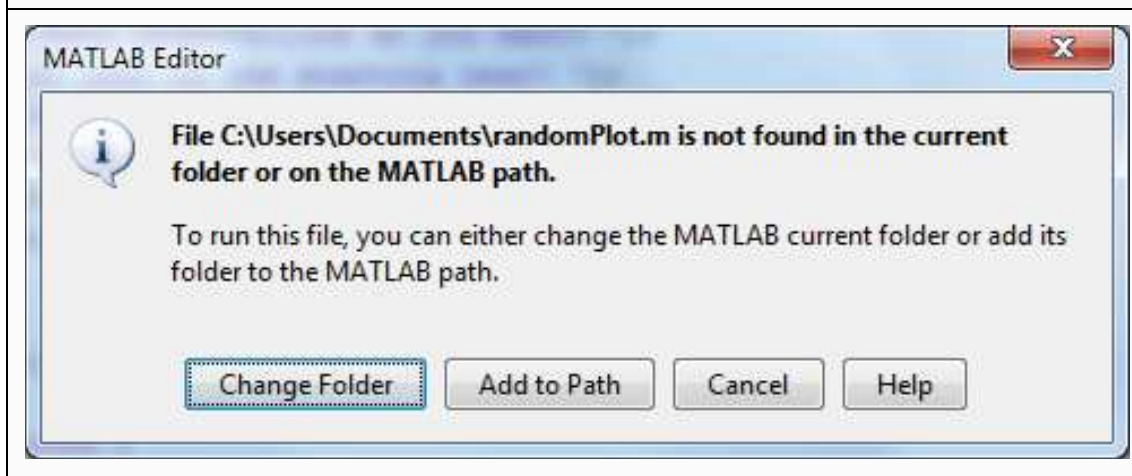 MATLAB Editor
File C:\Users\Documents\randomPlot.m is not found in the current
folder or on the MATLAB path.
To run this file, you can either change the MATLAB current folder or add its
folder to the MATLAB path.
Change Folder Add to Path Cancel Help